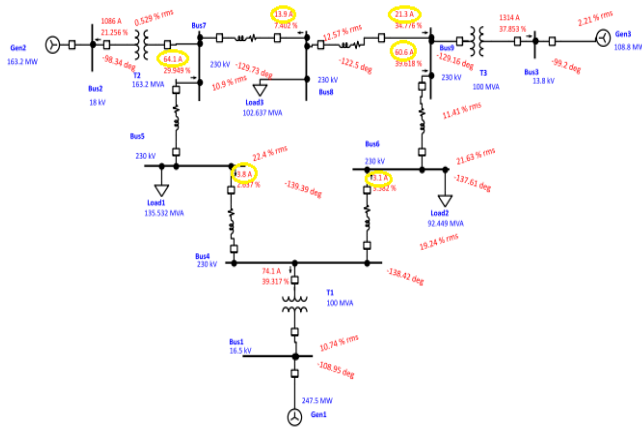 Gen2
163.2 MW
1086 A
21.256 %
-98.34 deg
Bus2
18 kV
0.529 % rms
T2
163.2 MVA
64.1 A
29.949 %
Bus7
230 kV
-129.73 deg
10.9 % rms
13.9 A
7.402 %
12.57 % rms
-122.5 deg
230 kV
Bus8
Load3
102.637 MVA
21.3 A
34.776 %
60.6 A
39.618 %
Bus9
-129.16 deg
230 kV
T3
100 MVA
1314 A
37.853 %
2.21 % rms
-99.2 deg
Bus3
13.8 kV
Gen3
108.8 MW
Bus5
230 kV
22.4 % rms
3.8 A
2.637 %
-139.39 deg
Load1
135.532 MVA
11.41 % rms
Bus6
230 kV
21.63 % rms
-137.61 deg
3.1 A
3.382 %
Load2
92.449 MVA
19.24 % rms
Bus4
230 kV
-138.42 deg
74.1 A
39.317 %
T1
100 MVA
Bus1
16.5 kV
10.74 % rms
-108.95 deg
247.5 MW
Gen1